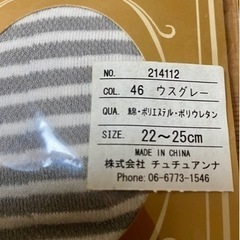 NO. 214112
COL. 46 ウスグレー
QUA. 綿・ポリエステル・ポリウレタン
SIZE. 22〜25cm
MADE IN CHINA
株式会社 チュチュアンナ
Phone: 06-6773-1546